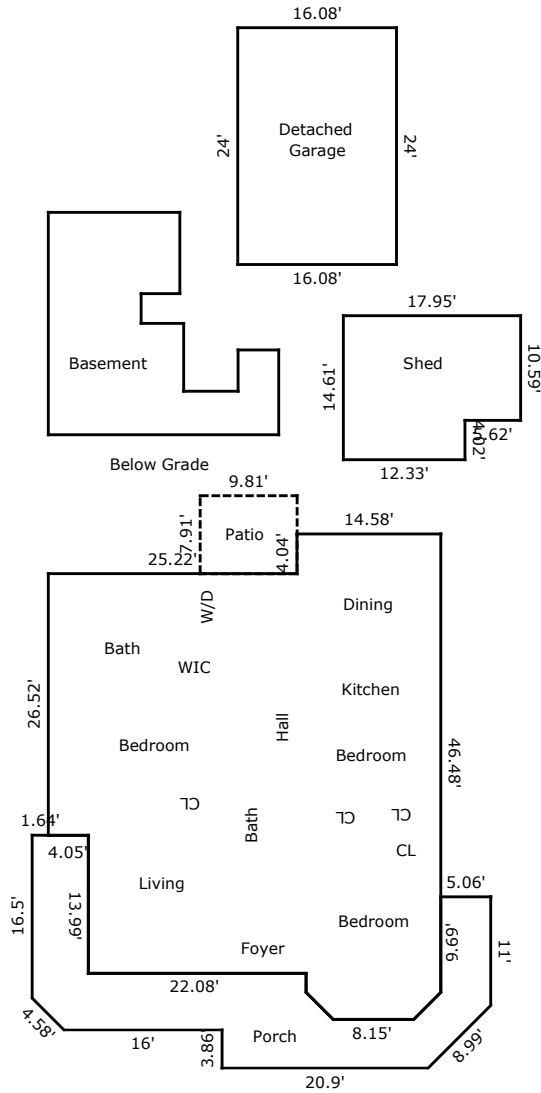 16.08'
Detached
Garage
24'
24'
16.08'
17.95'
Basement
Shed
14.61'
10.59'
4.02'
5.62'
12.33'
Below Grade
9.81'
Patio
7.91'
14.58'
4.04'
25.22'
W/D
Dining
Bath
WIC
Kitchen
26.52'
Hall
Bedroom
Bedroom
46.48'
CL
CL
CL
Bath
1.64'
4.05'
CL
Living
5.06'
16.5'
13.99'
Bedroom
Foyer
9.69'
11'
22.08'
4.58'
16'
3.86'
Porch
8.15'
8.99'
20.9'